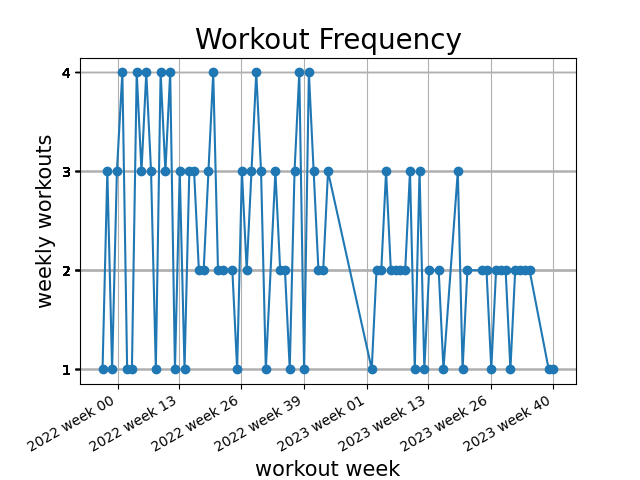 Workout Frequency
4
3
2
1
weekly workouts
2022 week 00
2022 week 13
2022 week 26
2022 week 39
2023 week 01
2023 week 13
2023 week 26
2023 week 40
workout week